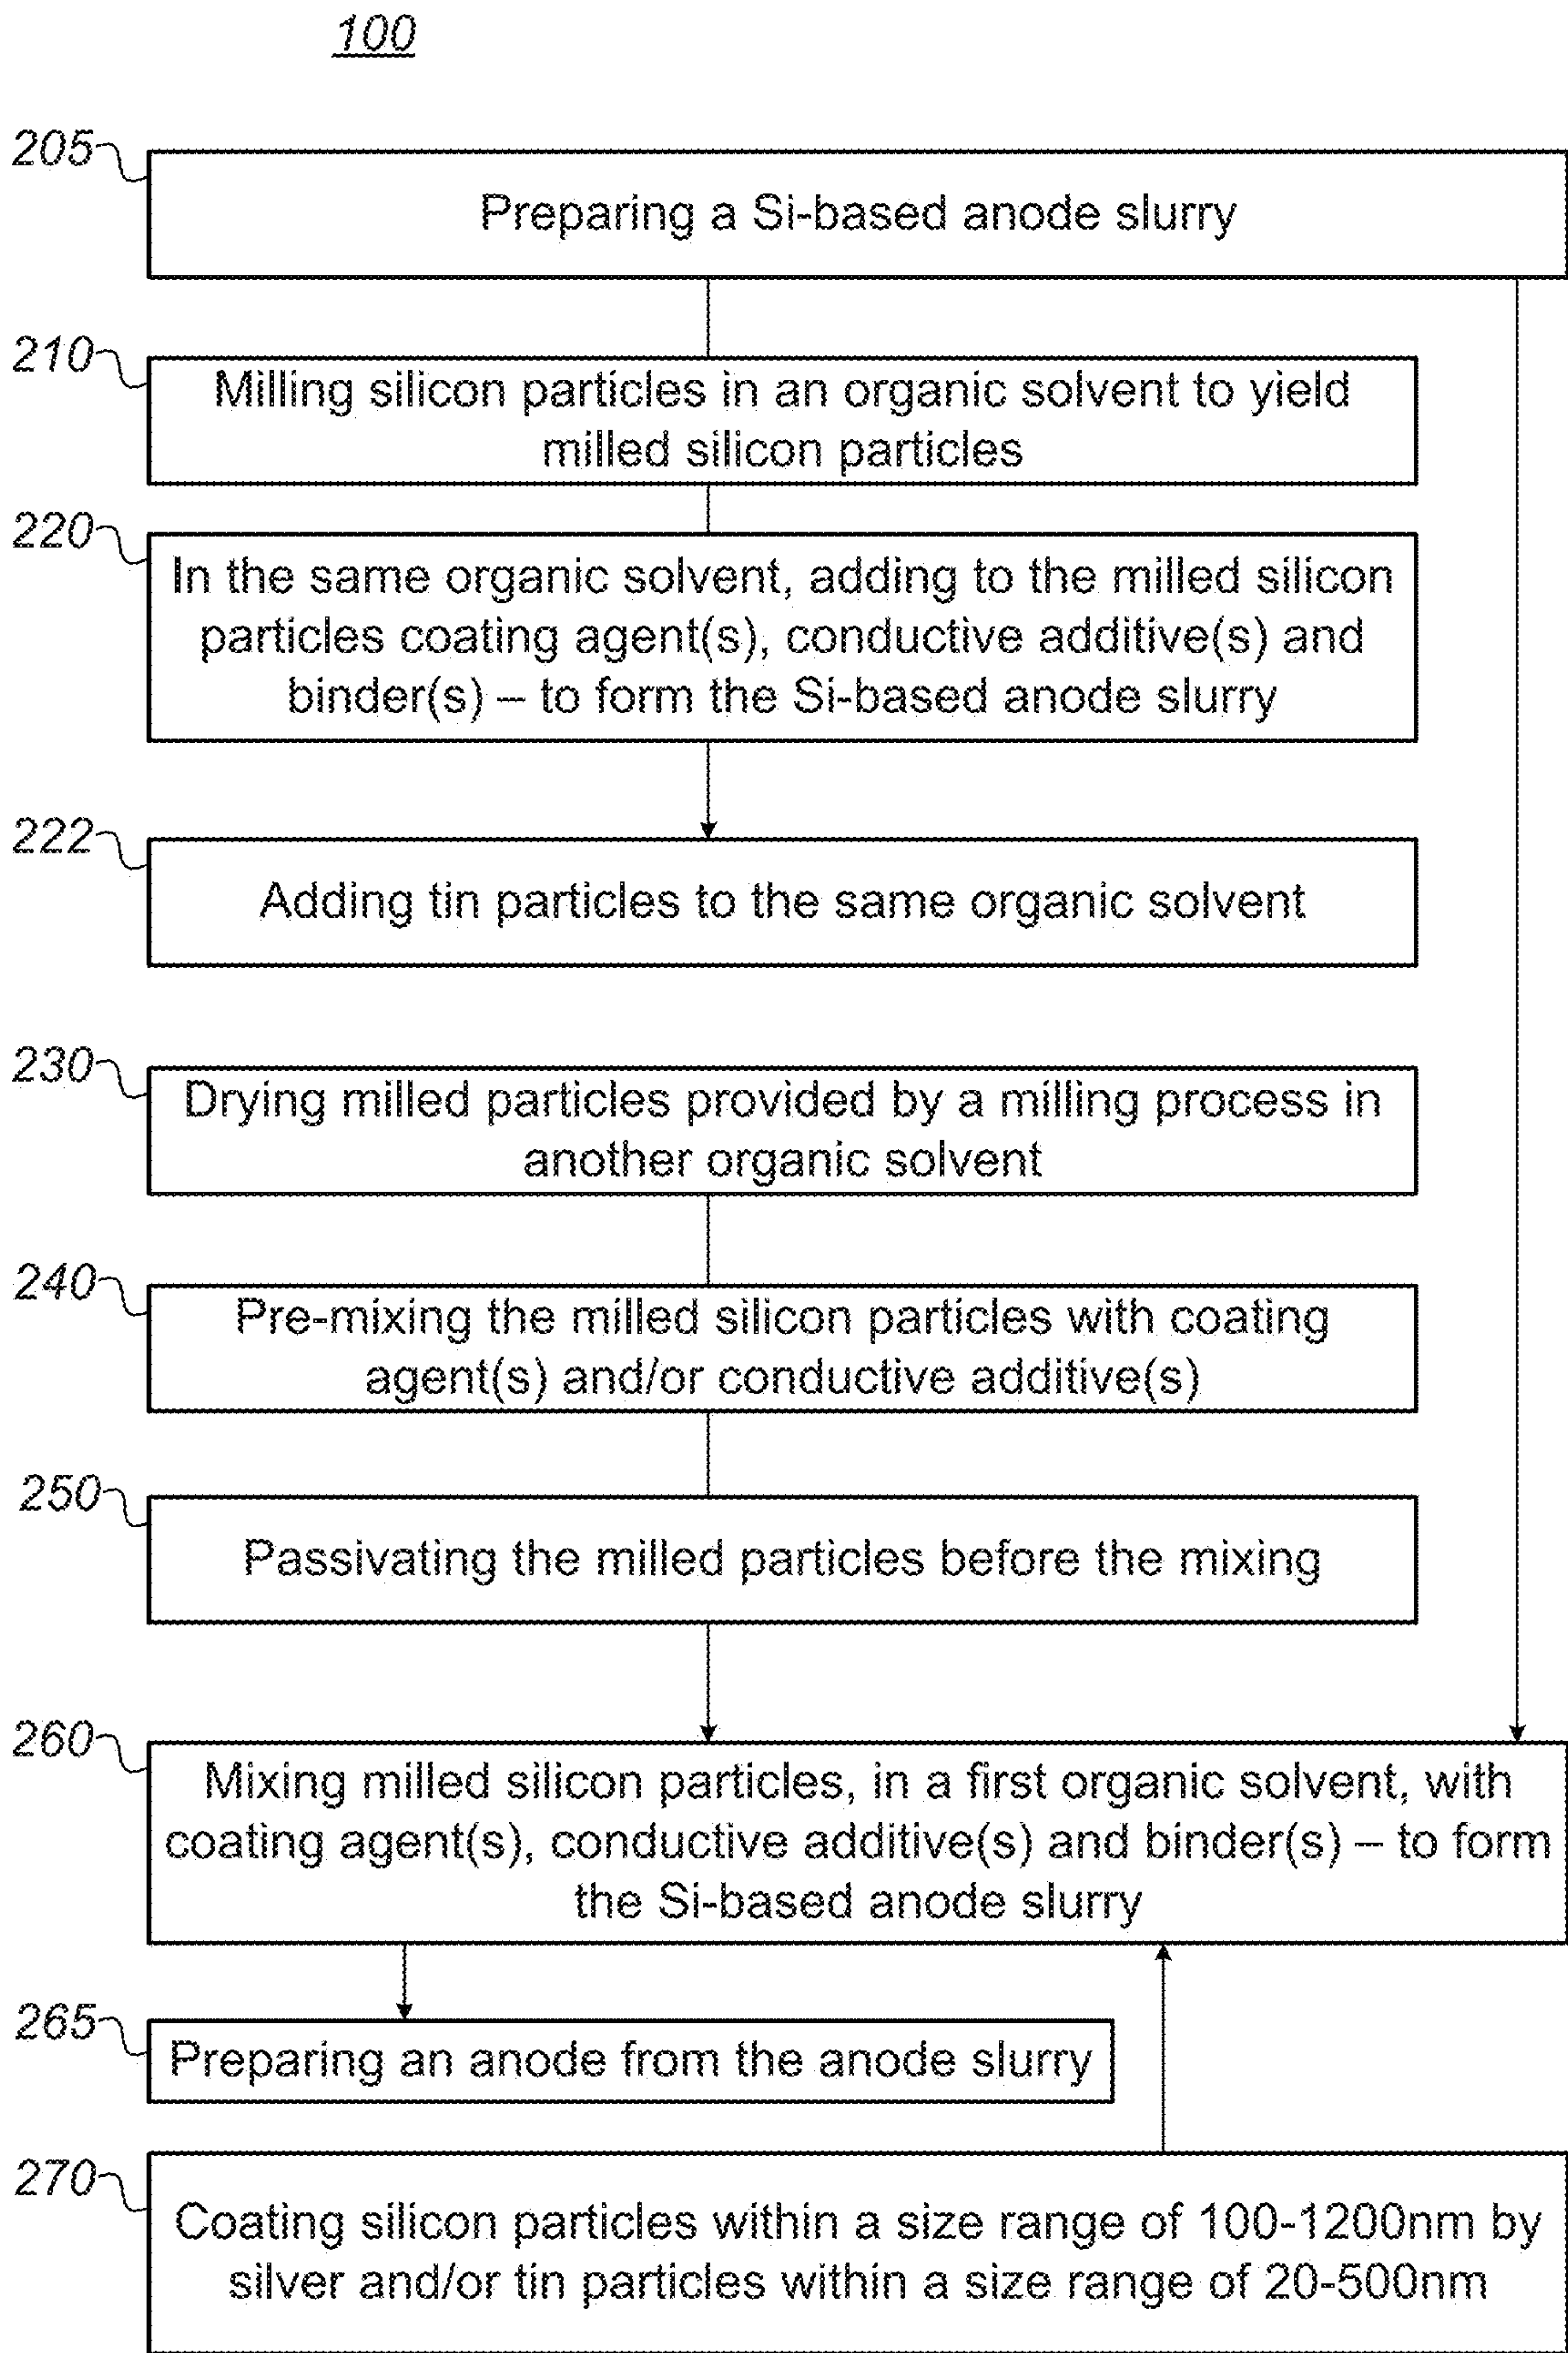 100
205
Preparing a Si-based anode slurry
210
Milling silicon particles in an organic solvent to yield
milled silicon particles
220
In the same organic solvent, adding to the milled silicon
particles coating agent(s), conductive additive(s) and
binder(s) – to form the Si-based anode slurry
222
Adding tin particles to the same organic solvent
230
Drying milled particles provided by a milling process in
another organic solvent
240
Pre-mixing the milled silicon particles with coating
agent(s) and/or conductive additive(s)
250
Passivating the milled particles before the mixing
260
Mixing milled silicon particles, in a first organic solvent, with
coating agent(s), conductive additive(s) and binder(s) – to form
the Si-based anode slurry
265
Preparing an anode from the anode slurry
270
Coating silicon particles within a size range of 100-1200nm by
silver and/or tin particles within a size range of 20-500nm